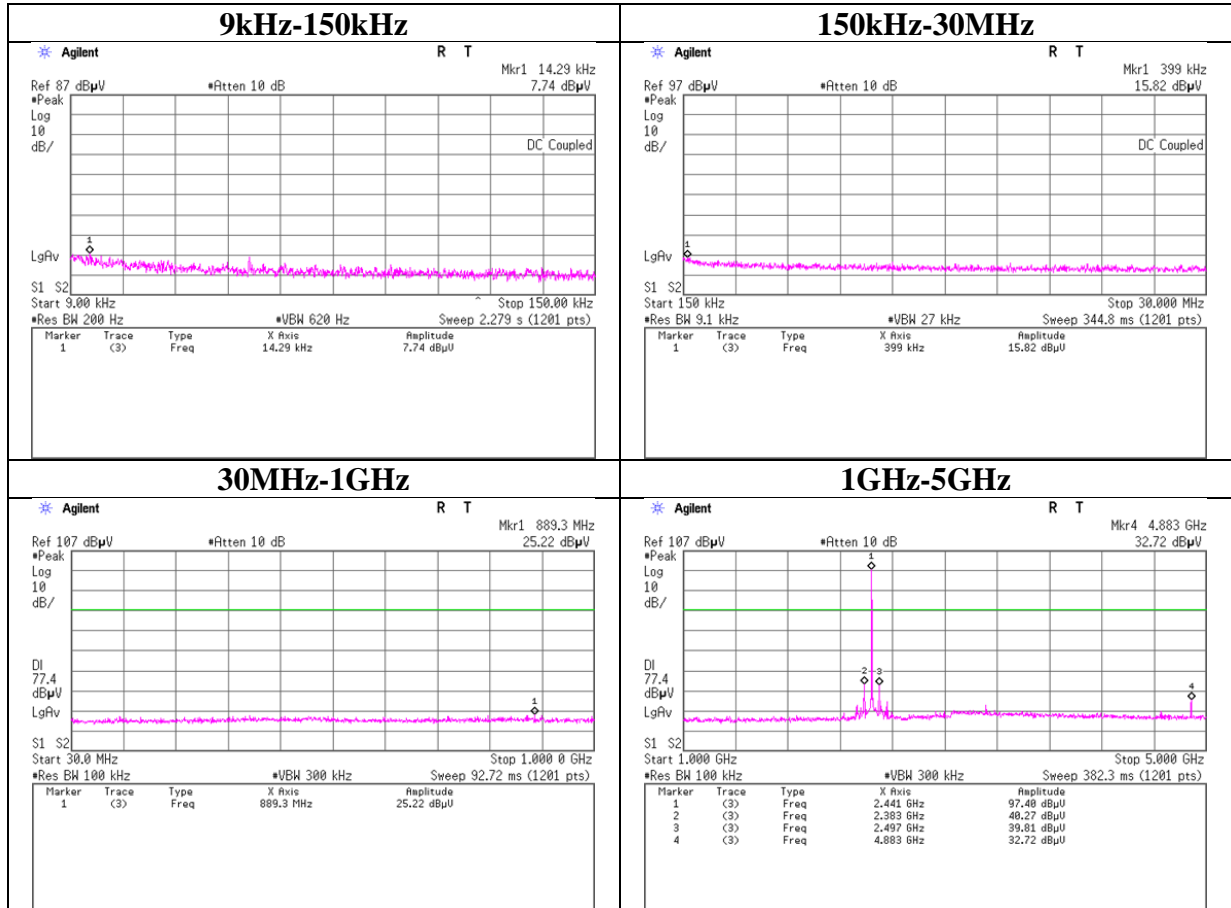 9kHz-150kHz
Agilent R T
Mkr1 14.29 kHz
Ref 87 dBµV #Atten 10 dB 7.74 dBµV
#Peak
Log
10
dB/
DC Coupled
1
LgAv
S1 S2
Start 9.00 kHz ^ Stop 150.00 kHz
#Res BW 200 Hz #VBW 620 Hz Sweep 2.279 s (1201 pts)
Marker Trace Type X Axis Amplitude
1 (3) Freq 14.29 kHz 7.74 dBµV
150kHz-30MHz
Agilent R T
Mkr1 399 kHz
Ref 97 dBµV #Atten 10 dB 15.82 dBµV
#Peak
Log
10
dB/
DC Coupled
1
LgAv
S1 S2
Start 150 kHz Stop 30.000 MHz
#Res BW 9.1 kHz #VBW 27 kHz Sweep 344.8 ms (1201 pts)
Marker Trace Type X Axis Amplitude
1 (3) Freq 399 kHz 15.82 dBµV
30MHz-1GHz
Agilent R T
Mkr1 889.3 MHz
Ref 107 dBµV #Atten 10 dB 25.22 dBµV
#Peak
Log
10
dB/
DI
77.4
dBµV
1
LgAv
S1 S2
Start 30.0 MHz Stop 1.000 0 GHz
#Res BW 100 kHz #VBW 300 kHz Sweep 92.72 ms (1201 pts)
Marker Trace Type X Axis Amplitude
1 (3) Freq 889.3 MHz 25.22 dBµV
1GHz-5GHz
Agilent R T
Mkr4 4.883 GHz
Ref 107 dBµV #Atten 10 dB 32.72 dBµV
#Peak
1
Log
10
dB/
DI
2 3
77.4
dBµV
4
LgAv
S1 S2
Start 1.000 GHz Stop 5.000 GHz
#Res BW 100 kHz #VBW 300 kHz Sweep 382.3 ms (1201 pts)
Marker Trace Type X Axis Amplitude
1 (3) Freq 2.441 GHz 97.40 dBµV
2 (3) Freq 2.383 GHz 40.27 dBµV
3 (3) Freq 2.497 GHz 39.81 dBµV
4 (3) Freq 4.883 GHz 32.72 dBµV